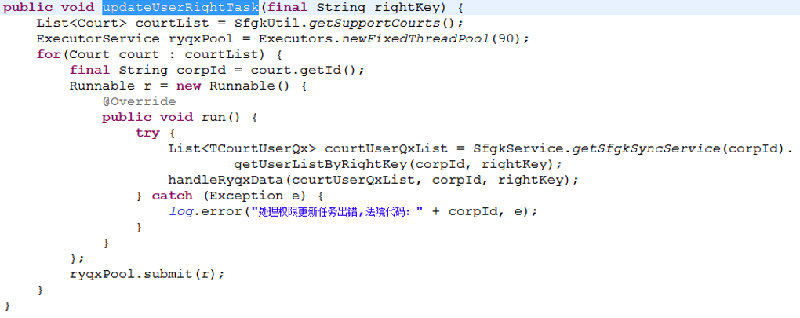 public void updateUserRightTask(final String rightKey) {
    List<Court> courtList = SfgkUtil.getSupportCourts();
    ExecutorService ryqxPool = Executors.newFixedThreadPool(90);
    for(Court court : courtList) {
        final String corpId = court.getId();
        Runnable r = new Runnable() {
            @Override
            public void run() {
                try {
                    List<TCourtUserQx> courtUserQxList = SfgkService.getSfgkSyncService(corpId).
                            getUserListByRightKey(corpId, rightKey);
                    handleRyqxData(courtUserQxList, corpId, rightKey);
                } catch (Exception e) {
                    log.error("处理权限更新任务出错,法院代码：" + corpId, e);
                }
            }
        };
        ryqxPool.submit(r);
    }
}